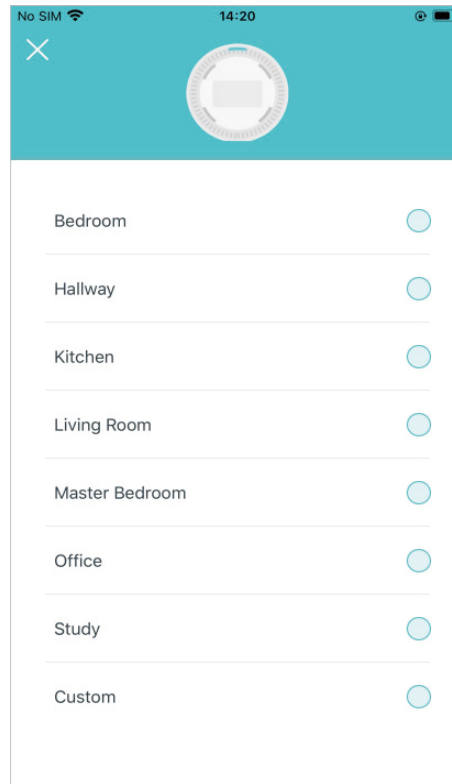 No SIM 14:20
Bedroom
Hallway
Kitchen
Living Room
Master Bedroom
Office
Study
Custom